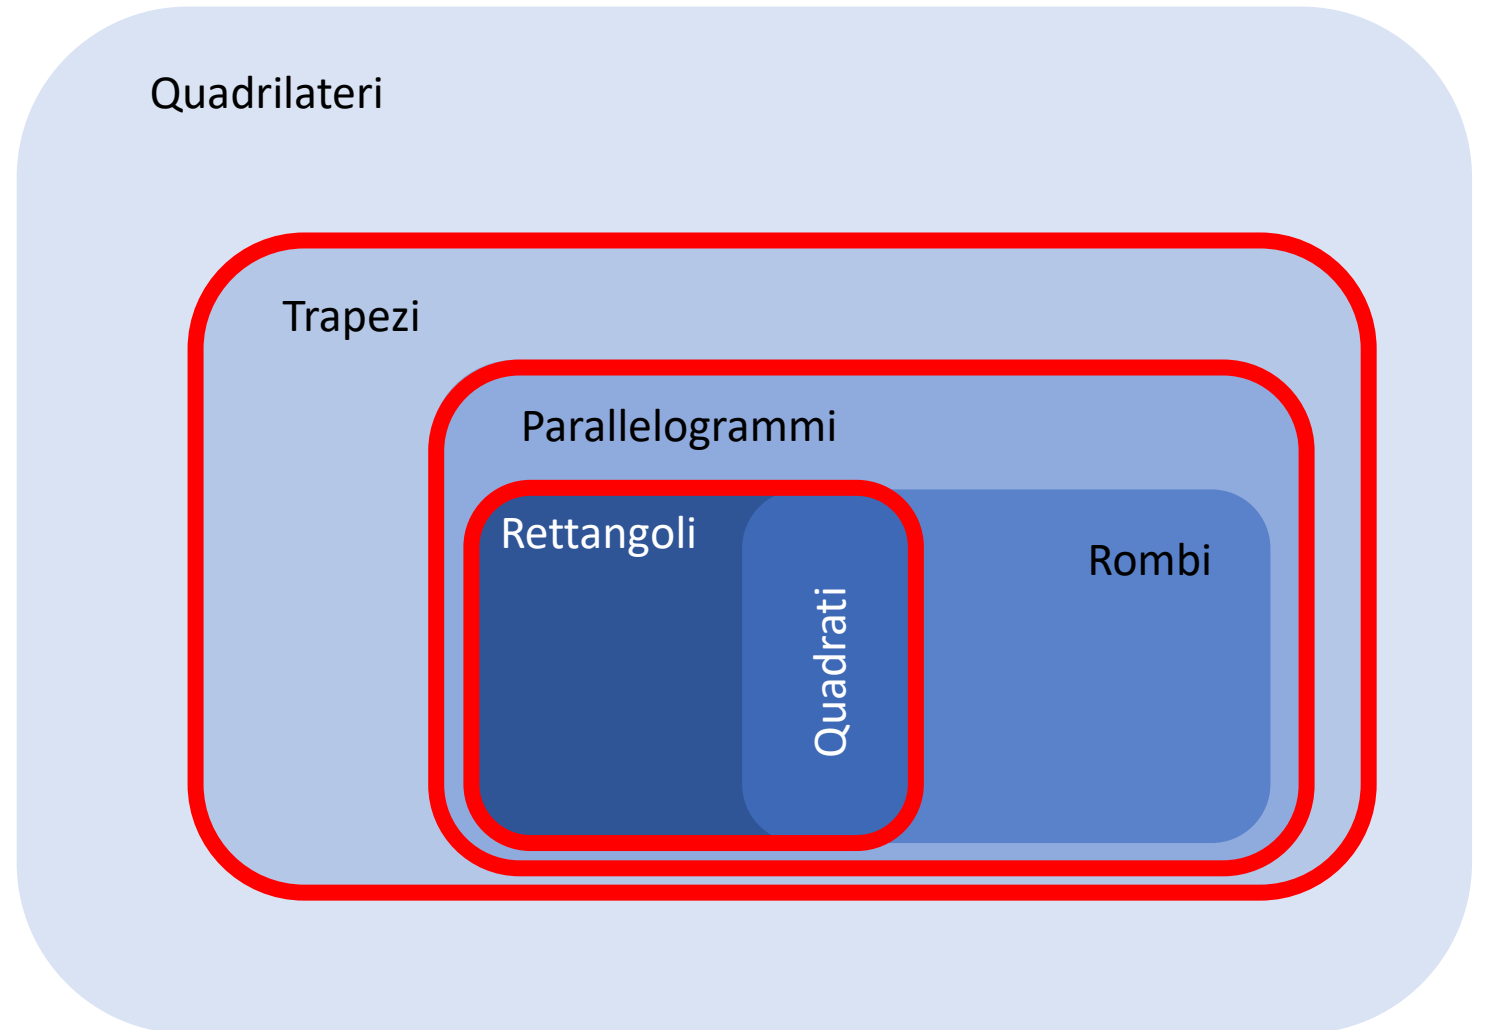 Quadrilateri
Trapezi
Parallelogrammi
Rettangoli
Quadrati
Rombi